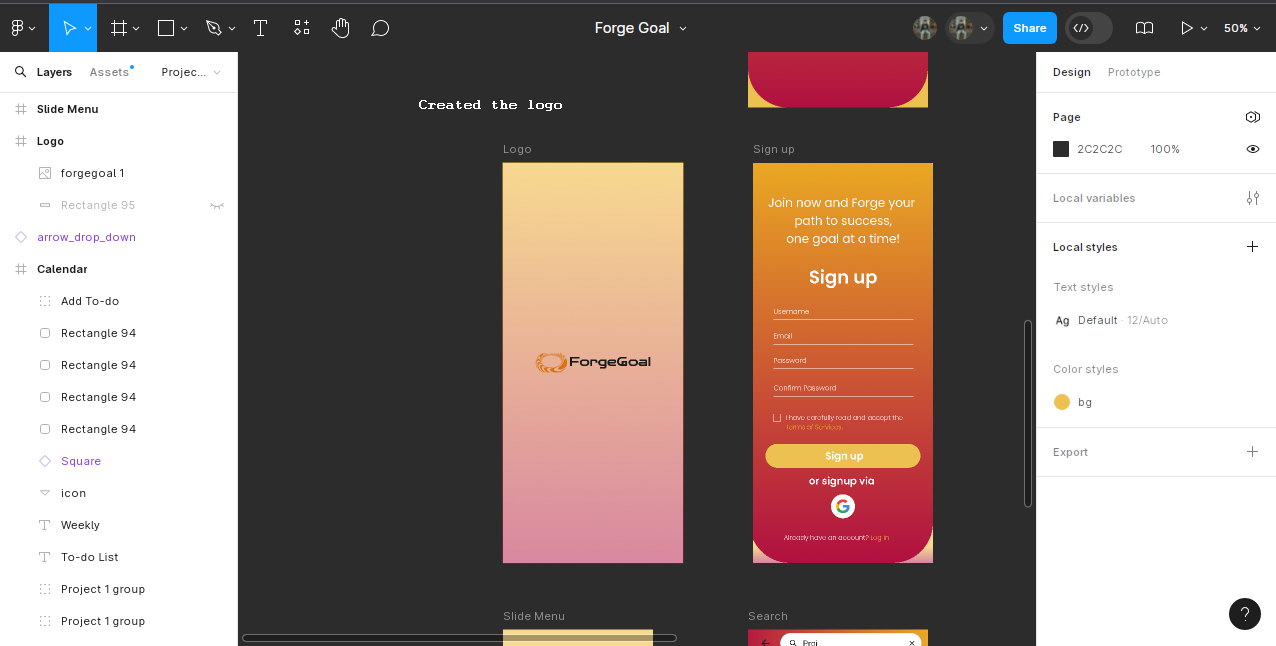 Forge Goal
Share
50%
Layers
Assets
Projec...
Slide Menu
Logo
forgegoal 1
Rectangle 95
arrow_drop_down
Calendar
Add To-do
Rectangle 94
Rectangle 94
Rectangle 94
Rectangle 94
Square
icon
Weekly
To-do List
Project 1 group
Project 1 group
Created the logo
Logo
ForgeGoal
Slide Menu
Sign up
Join now and Forge your
path to success,
one goal at a time!
Sign up
Username
Email
Password
Confirm Password
I have carefully read and accept the
Terms of Services.
Sign up
or signup via
G
Already have an account? Log in
Search
Proj
Design
Prototype
Page
2C2C2C
100%
Local variables
Local styles
Text styles
Ag
Default · 12/Auto
Color styles
bg
Export
?